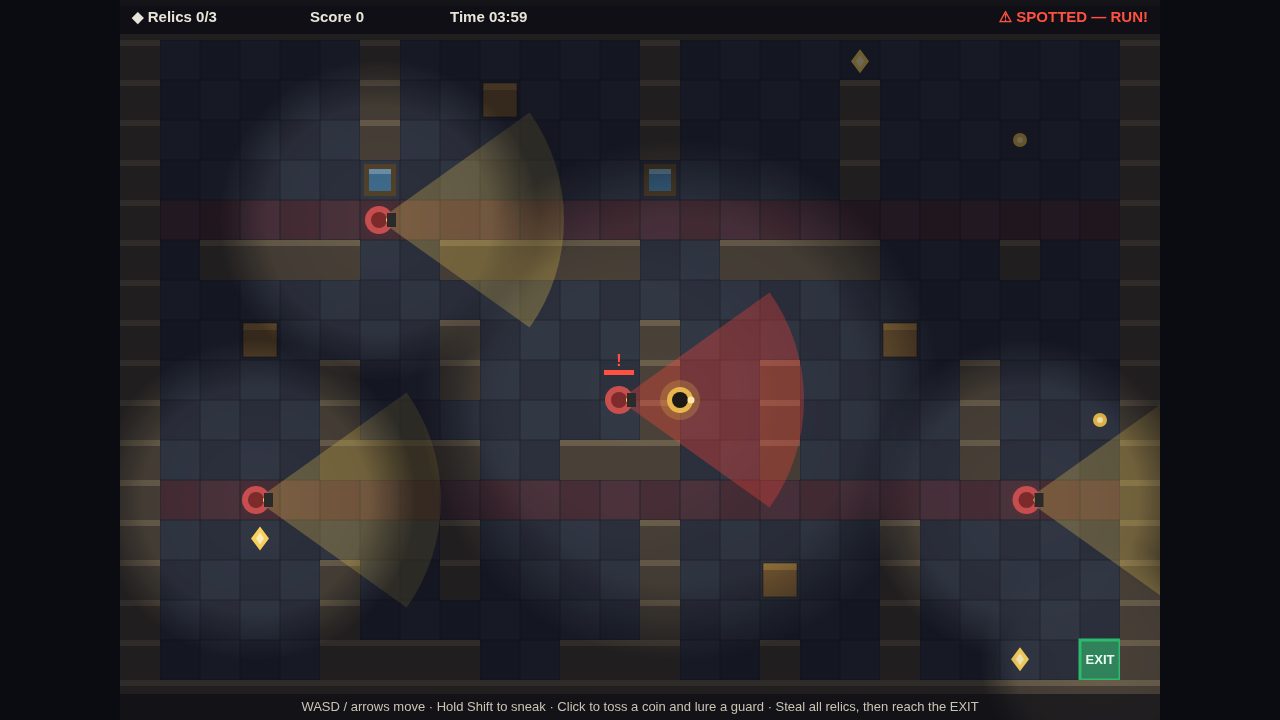 ◆ Relics 0/3
Score 0
Time 03:59
⚠ SPOTTED — RUN!
!
EXIT
WASD / arrows move · Hold Shift to sneak · Click to toss a coin and lure a guard · Steal all relics, then reach the EXIT